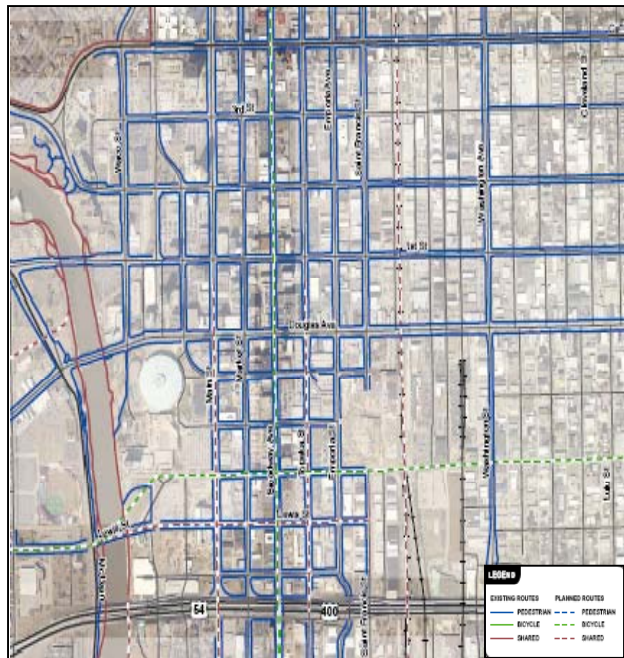 3rd St
Emporia Ave
Saint Francis St
Cleveland St
Waco St
Washington Ave
1st St
Douglas Ave
Main St
Market St
Broadway Ave
Topeka St
Emporia St
Washington St
Lulu St
Lewis St
Lewis St
54
400
Saint Francis St
LEGEND
EXISTING ROUTES PLANNED ROUTES
PEDESTRIAN PEDESTRIAN
BICYCLE BICYCLE
SHARED SHARED